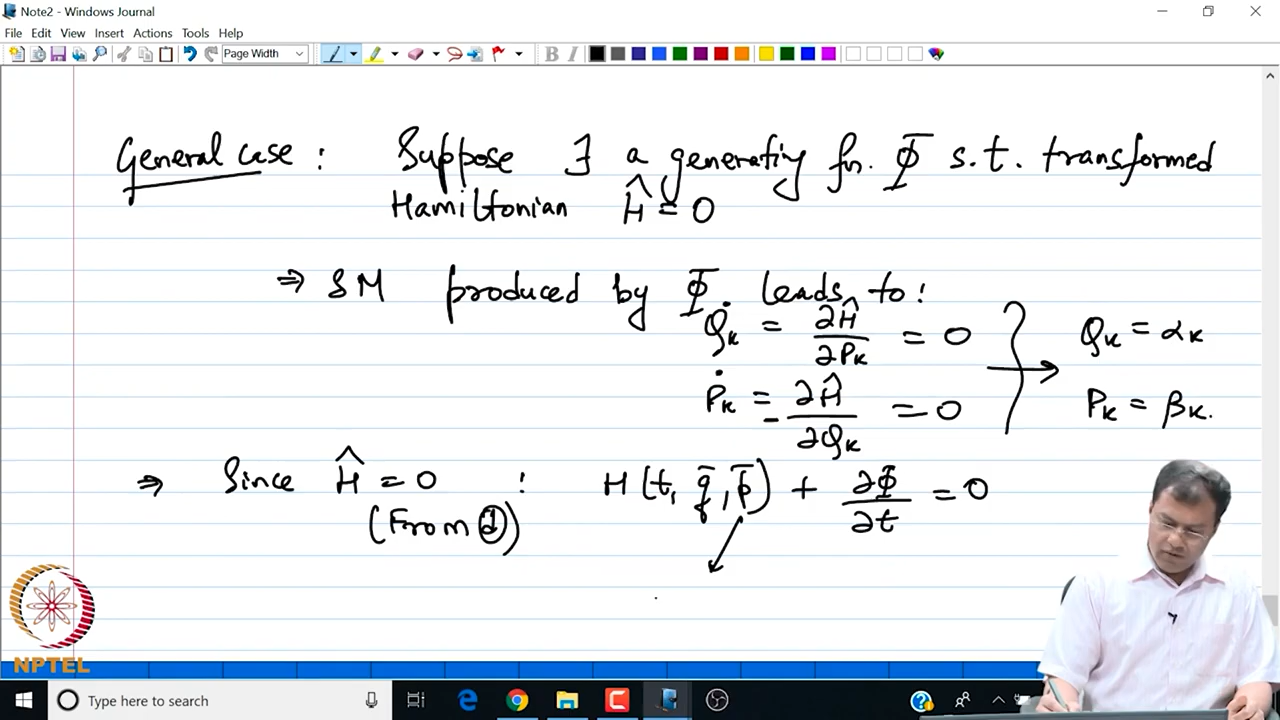 Note2 - Windows Journal
File Edit View Insert Actions Tools Help
Page Width
General case : Suppose ∃ a generating fn. Φ s.t. transformed
Hamiltonian Ĥ = 0
⇒ SM produced by Φ leads to :
Q̇ₖ = ∂Ĥ/∂Pₖ = 0 → Qₖ = αₖ
Ṗₖ = -∂Ĥ/∂Qₖ = 0 Pₖ = βₖ.
⇒ Since Ĥ = 0 : H(t, q̄, p̄) + ∂Φ/∂t = 0
(From ②)
NPTEL
Type here to search